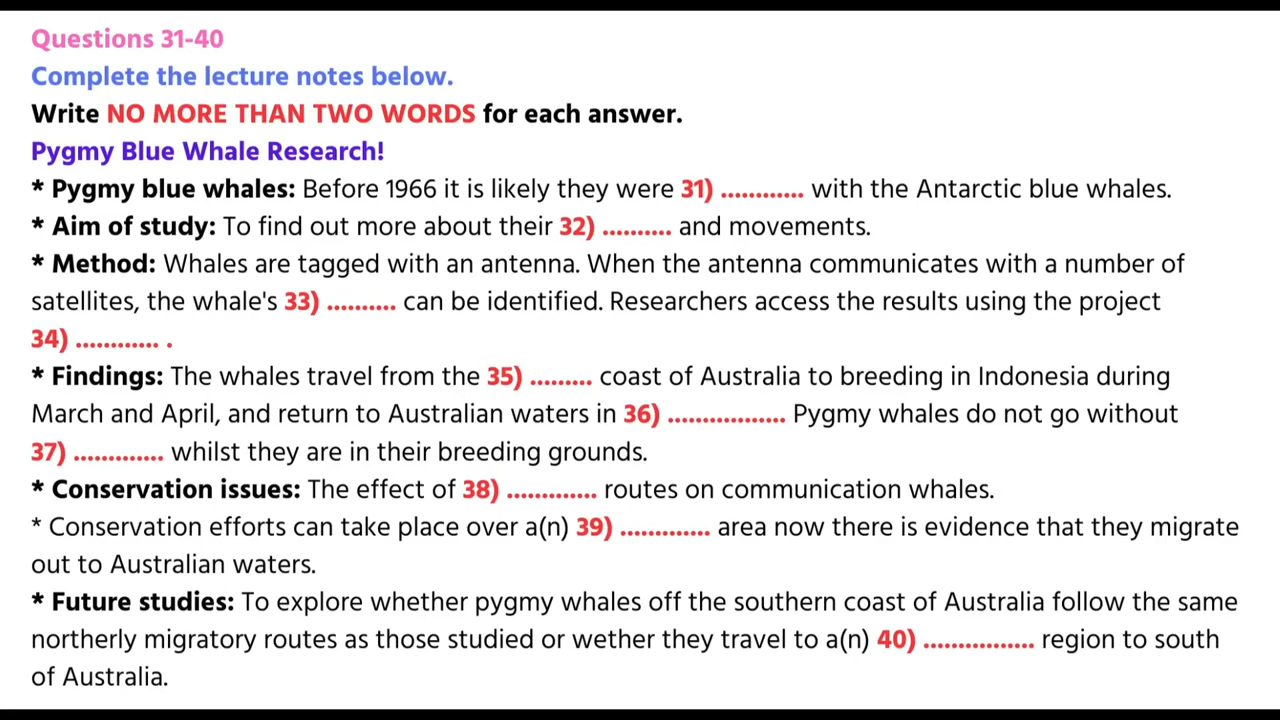 Questions 31-40
Complete the lecture notes below.
Write NO MORE THAN TWO WORDS for each answer.
Pygmy Blue Whale Research!
* Pygmy blue whales: Before 1966 it is likely they were 31) ............ with the Antarctic blue whales.
* Aim of study: To find out more about their 32) .......... and movements.
* Method: Whales are tagged with an antenna. When the antenna communicates with a number of
satellites, the whale's 33) .......... can be identified. Researchers access the results using the project
34) ............ .
* Findings: The whales travel from the 35) ......... coast of Australia to breeding in Indonesia during
March and April, and return to Australian waters in 36) ................. Pygmy whales do not go without
37) ............. whilst they are in their breeding grounds.
* Conservation issues: The effect of 38) ............. routes on communication whales.
* Conservation efforts can take place over a(n) 39) ............. area now there is evidence that they migrate
out to Australian waters.
* Future studies: To explore whether pygmy whales off the southern coast of Australia follow the same
northerly migratory routes as those studied or wether they travel to a(n) 40) ................ region to south
of Australia.